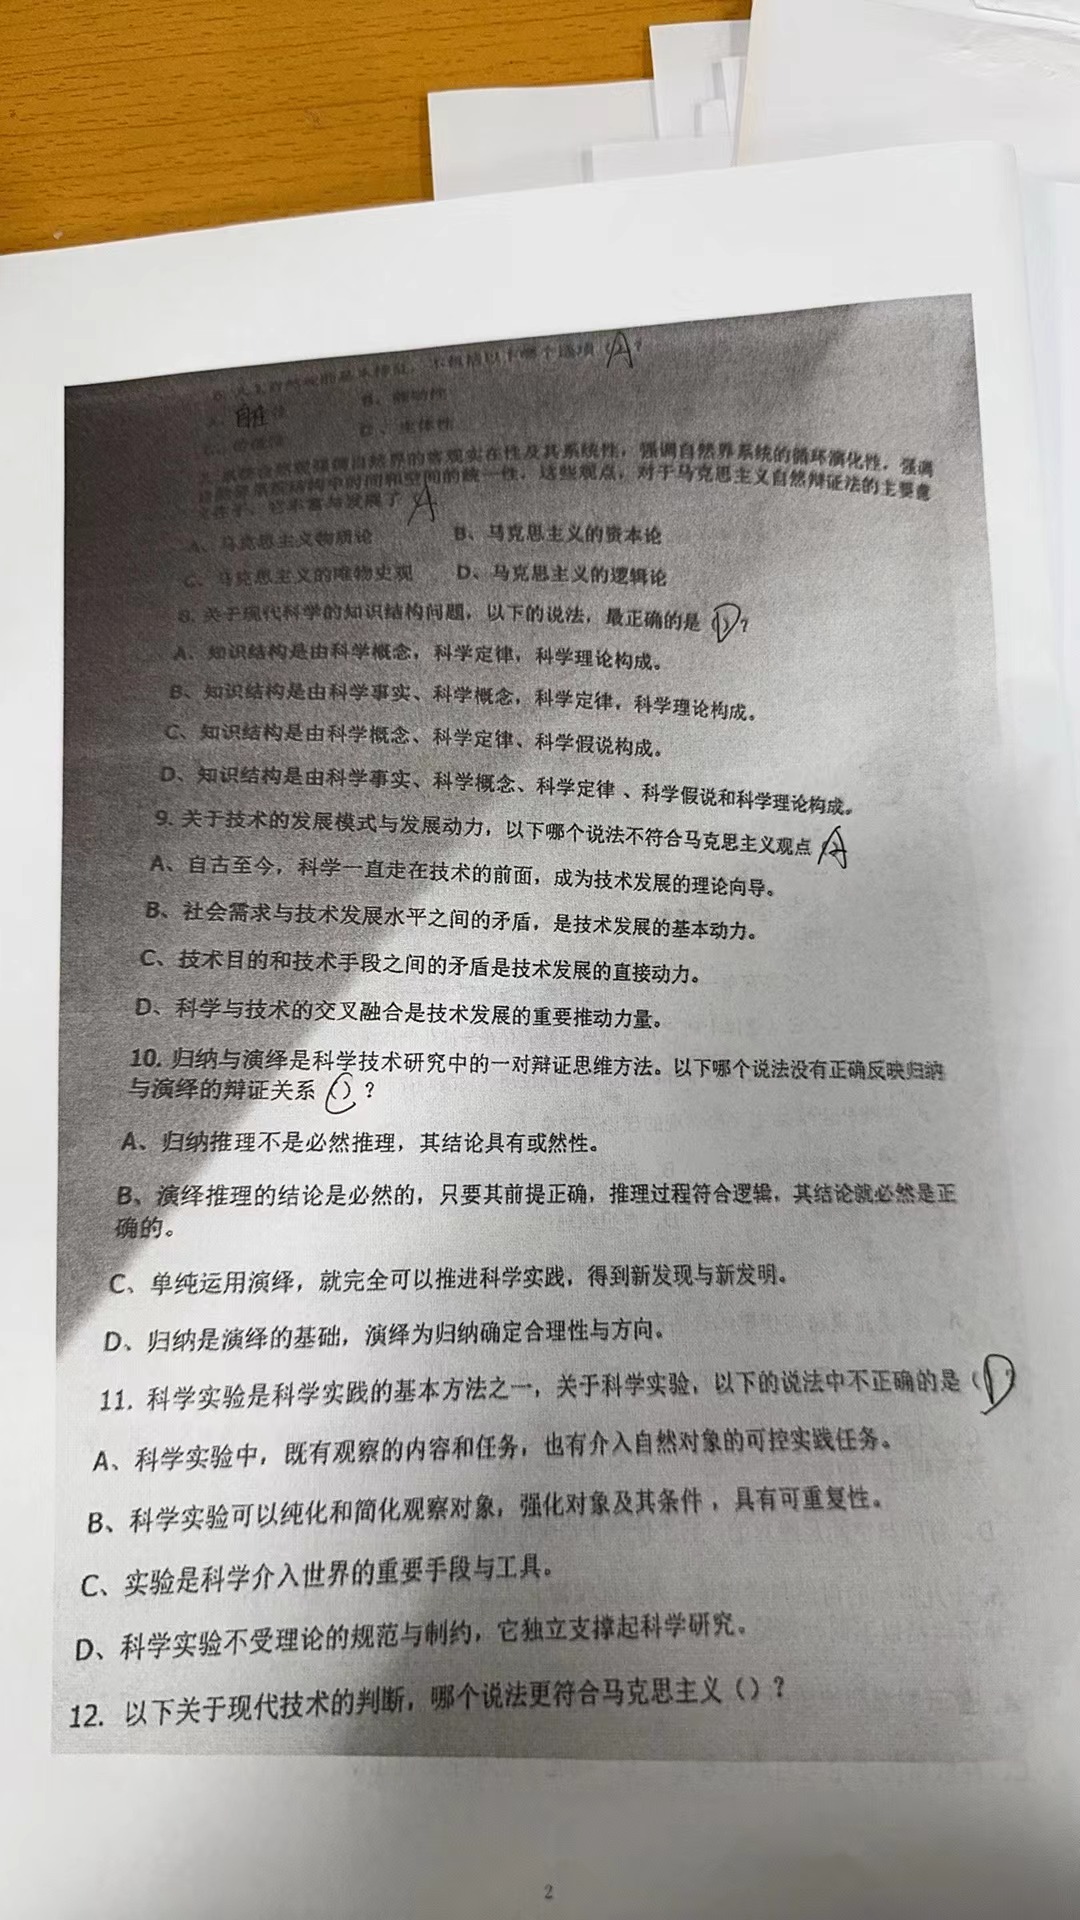 6. 人工自然观的基本特征，不包括以下哪个选项（A）？
A、自在性
B、能动性
C、价值性
D、主体性
7. 系统自然观强调自然界的客观实在性及其系统性，强调自然界系统的循环演化性，强调
自然界系统结构中时间和空间的统一性，这些观点，对于马克思主义自然辩证法的主要意
义在于，它丰富与发展了 A
A、马克思主义物质论
B、马克思主义的资本论
C、马克思主义的唯物史观
D、马克思主义的逻辑论
8. 关于现代科学的知识结构问题，以下的说法，最正确的是（D）？
A、知识结构是由科学概念，科学定律，科学理论构成。
B、知识结构是由科学事实、科学概念，科学定律，科学理论构成。
C、知识结构是由科学概念、科学定律、科学假说构成。
D、知识结构是由科学事实、科学概念、科学定律 、科学假说和科学理论构成。
9. 关于技术的发展模式与发展动力，以下哪个说法不符合马克思主义观点（A）
A、自古至今，科学一直走在技术的前面，成为技术发展的理论向导。
B、社会需求与技术发展水平之间的矛盾，是技术发展的基本动力。
C、技术目的和技术手段之间的矛盾是技术发展的直接动力。
D、科学与技术的交叉融合是技术发展的重要推动力量。
10. 归纳与演绎是科学技术研究中的一对辩证思维方法。以下哪个说法没有正确反映归纳
与演绎的辩证关系（C）？
A、归纳推理不是必然推理，其结论具有或然性。
B、演绎推理的结论是必然的，只要其前提正确，推理过程符合逻辑，其结论就必然是正
确的。
C、单纯运用演绎，就完全可以推进科学实践，得到新发现与新发明。
D、归纳是演绎的基础，演绎为归纳确定合理性与方向。
11. 科学实验是科学实践的基本方法之一，关于科学实验，以下的说法中不正确的是（D）？
A、科学实验中，既有观察的内容和任务，也有介入自然对象的可控实践任务。
B、科学实验可以纯化和简化观察对象，强化对象及其条件，具有可重复性。
C、实验是科学介入世界的重要手段与工具。
D、科学实验不受理论的规范与制约，它独立支撑起科学研究。
12. 以下关于现代技术的判断，哪个说法更符合马克思主义（）？
2